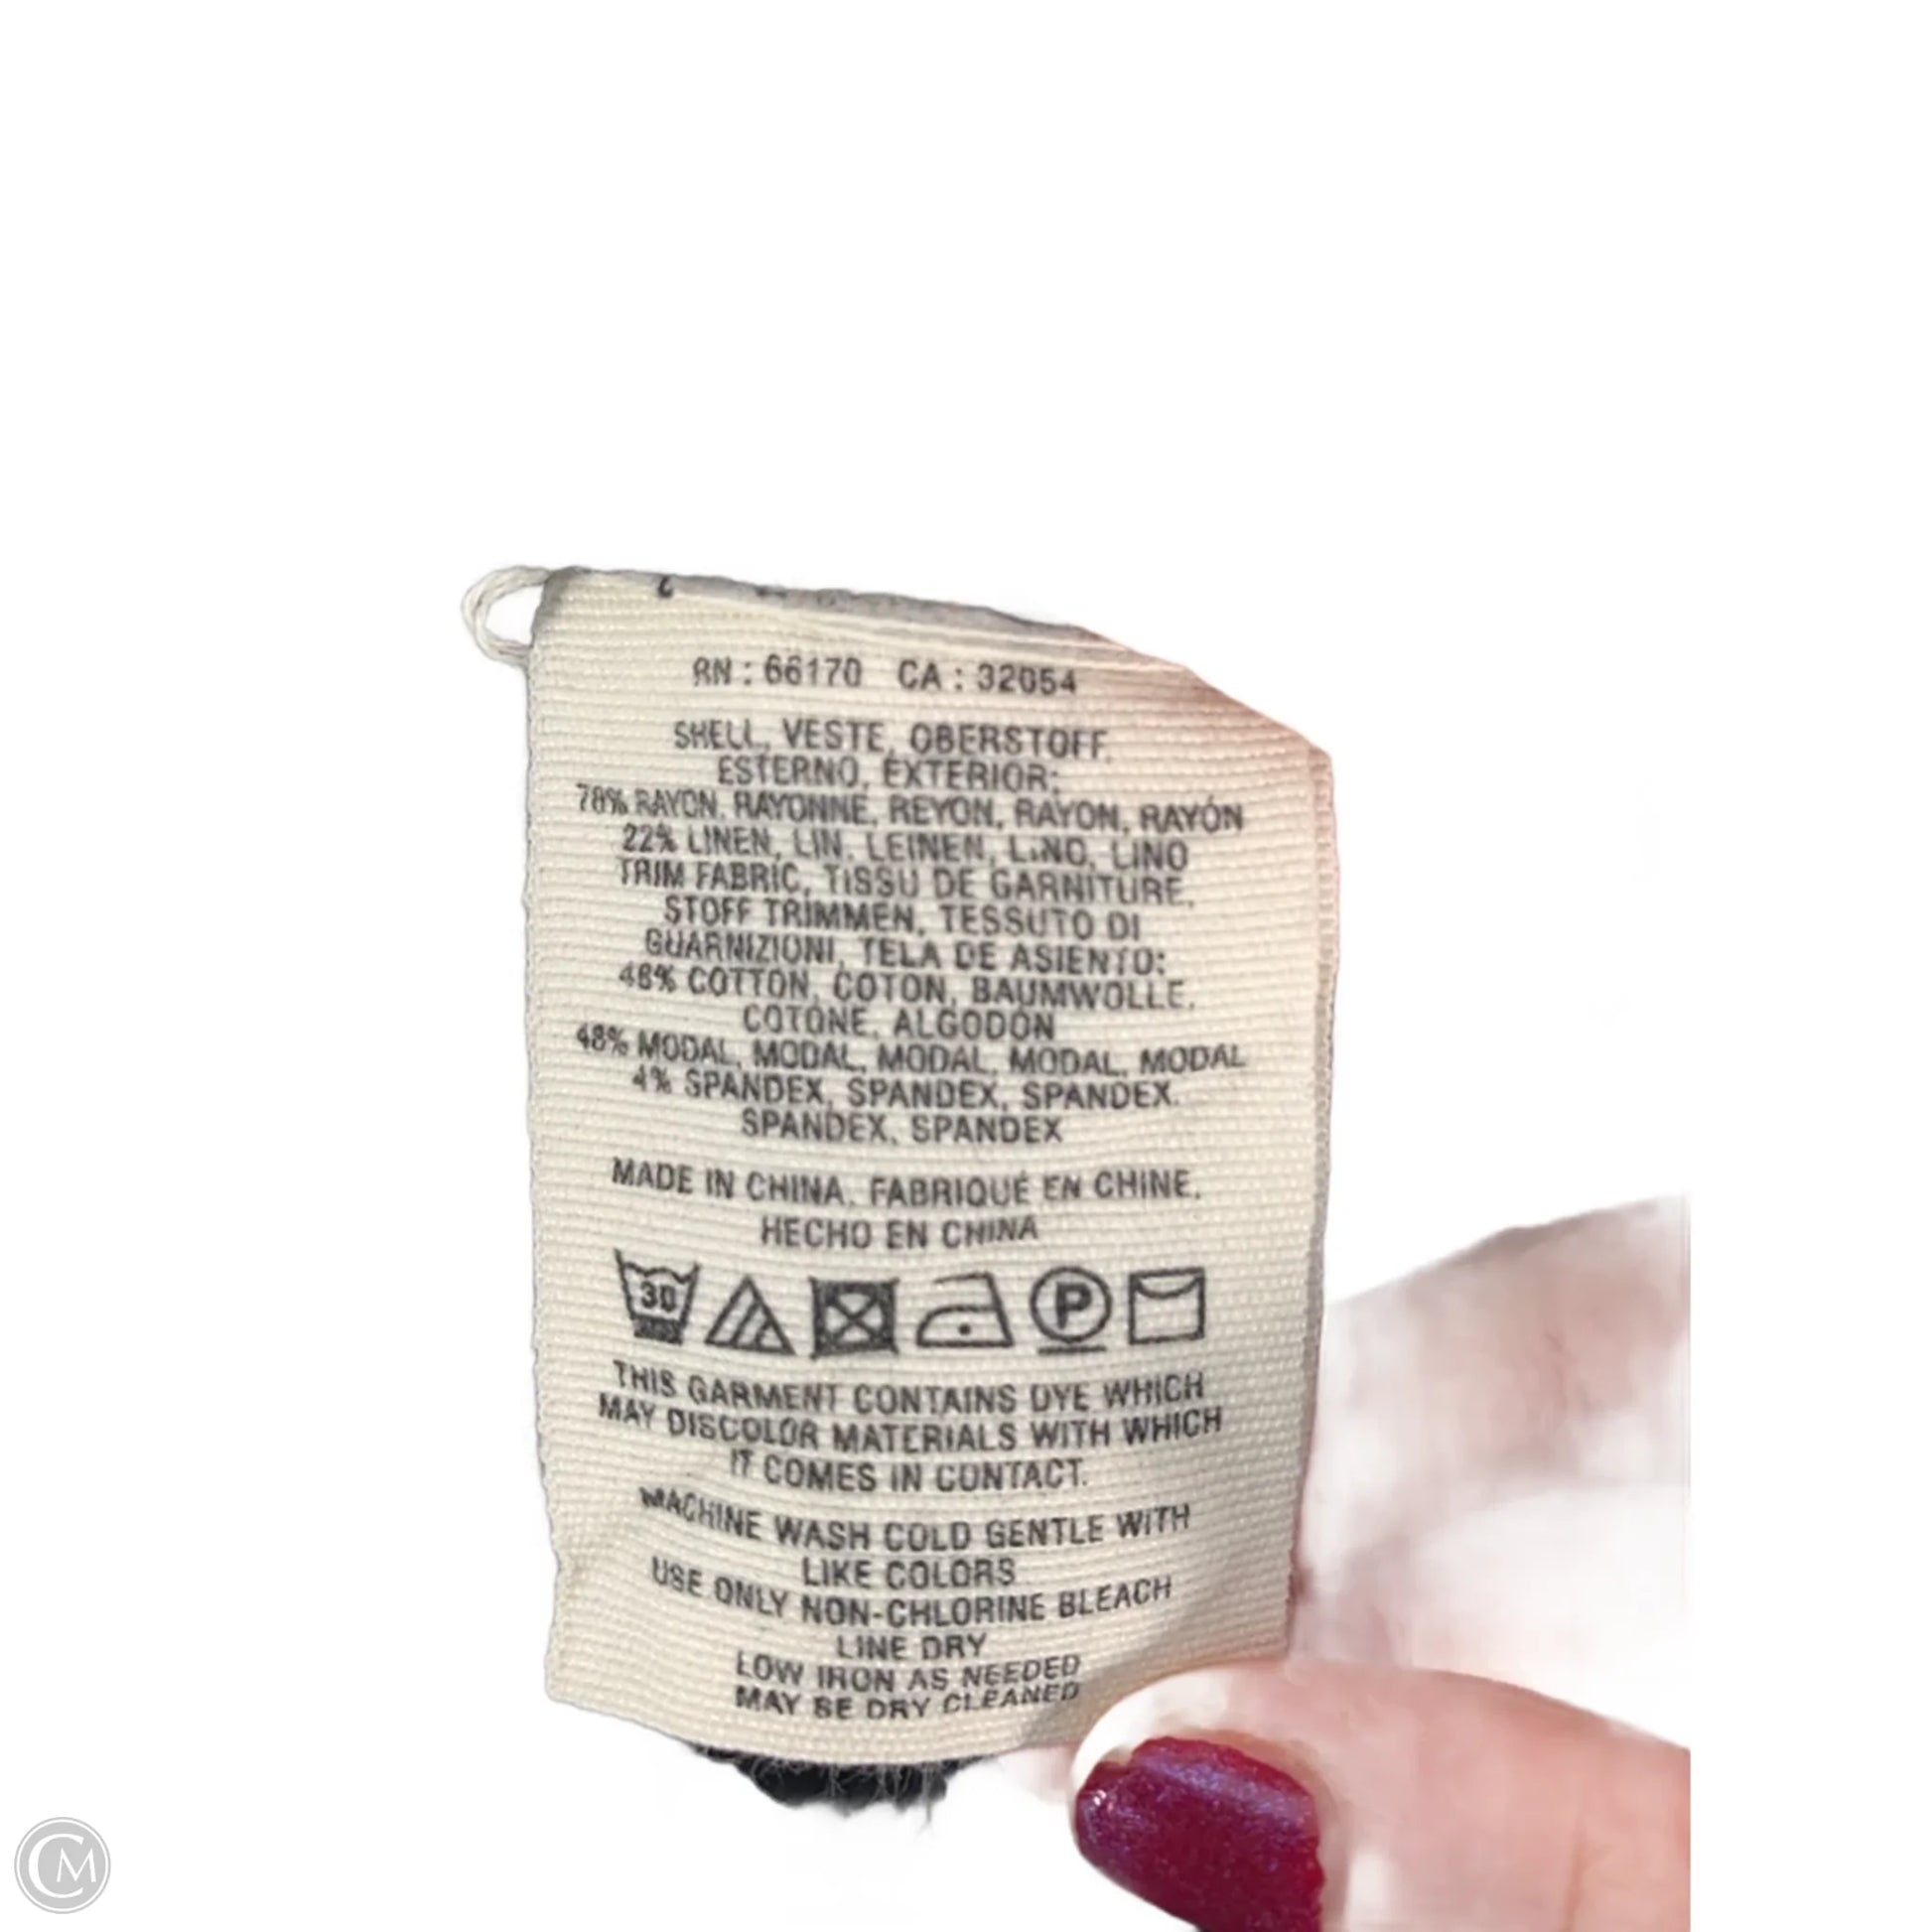 RN : 66170 CA : 32054
SHELL, VESTE, OBERSTOFF,
ESTERNO, EXTERIOR:
78% RAYON, RAYONNE, REYON, RAYON, RAYÓN
22% LINEN, LIN, LEINEN, LINO, LINO
TRIM FABRIC, TISSU DE GARNITURE,
STOFF TRIMMEN, TESSUTO DI
GUARNIZIONI, TELA DE ASIENTO:
48% COTTON, COTON, BAUMWOLLE,
COTONE, ALGODON
48% MODAL, MODAL, MODAL, MODAL, MODAL
4% SPANDEX, SPANDEX, SPANDEX,
SPANDEX, SPANDEX
MADE IN CHINA, FABRIQUÉ EN CHINE,
HECHO EN CHINA
30 P
THIS GARMENT CONTAINS DYE WHICH
MAY DISCOLOR MATERIALS WITH WHICH
IT COMES IN CONTACT.
MACHINE WASH COLD GENTLE WITH
LIKE COLORS
USE ONLY NON-CHLORINE BLEACH
LINE DRY
LOW IRON AS NEEDED
MAY BE DRY CLEANED
CM